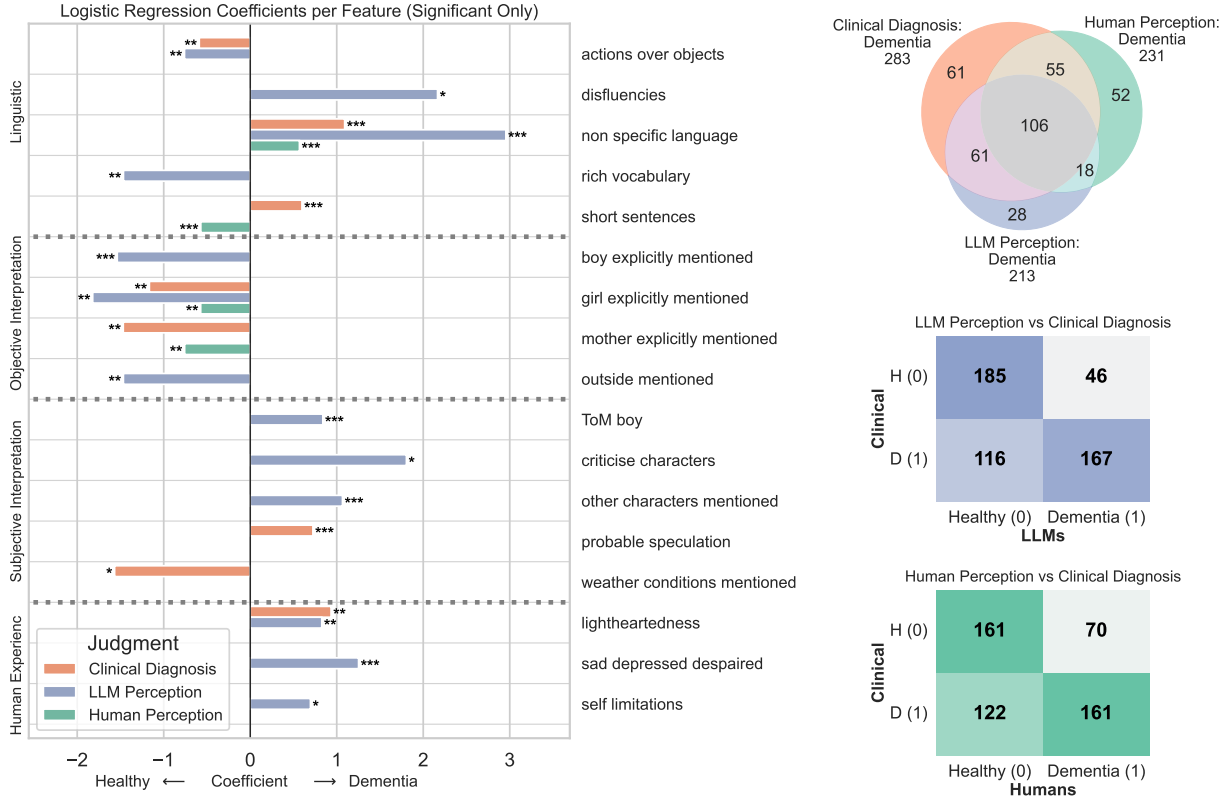 Logistic Regression Coefficients per Feature (Significant Only)
Linguistic
** 
** actions over objects
* disfluencies
***
*** non specific language
***
** rich vocabulary
***
*** short sentences
Objective Interpretation
*** boy explicitly mentioned
**
** girl explicitly mentioned
**
**
** mother explicitly mentioned
** outside mentioned
Subjective Interpretation
*** ToM boy
* criticise characters
*** other characters mentioned
*** probable speculation
* weather conditions mentioned
Human Experienc
**
** lightheartedness
*** sad depressed despaired
* self limitations
Judgment
Clinical Diagnosis
LLM Perception
Human Perception
−2 −1 0 1 2 3
Healthy ← Coefficient → Dementia
Clinical Diagnosis:
Dementia
283
Human Perception:
Dementia
231
61
55
52
106
61
18
28
LLM Perception:
Dementia
213
LLM Perception vs Clinical Diagnosis
Clinical
H (0) 185 46
D (1) 116 167
Healthy (0) Dementia (1)
LLMs
Human Perception vs Clinical Diagnosis
Clinical
H (0) 161 70
D (1) 122 161
Healthy (0) Dementia (1)
Humans